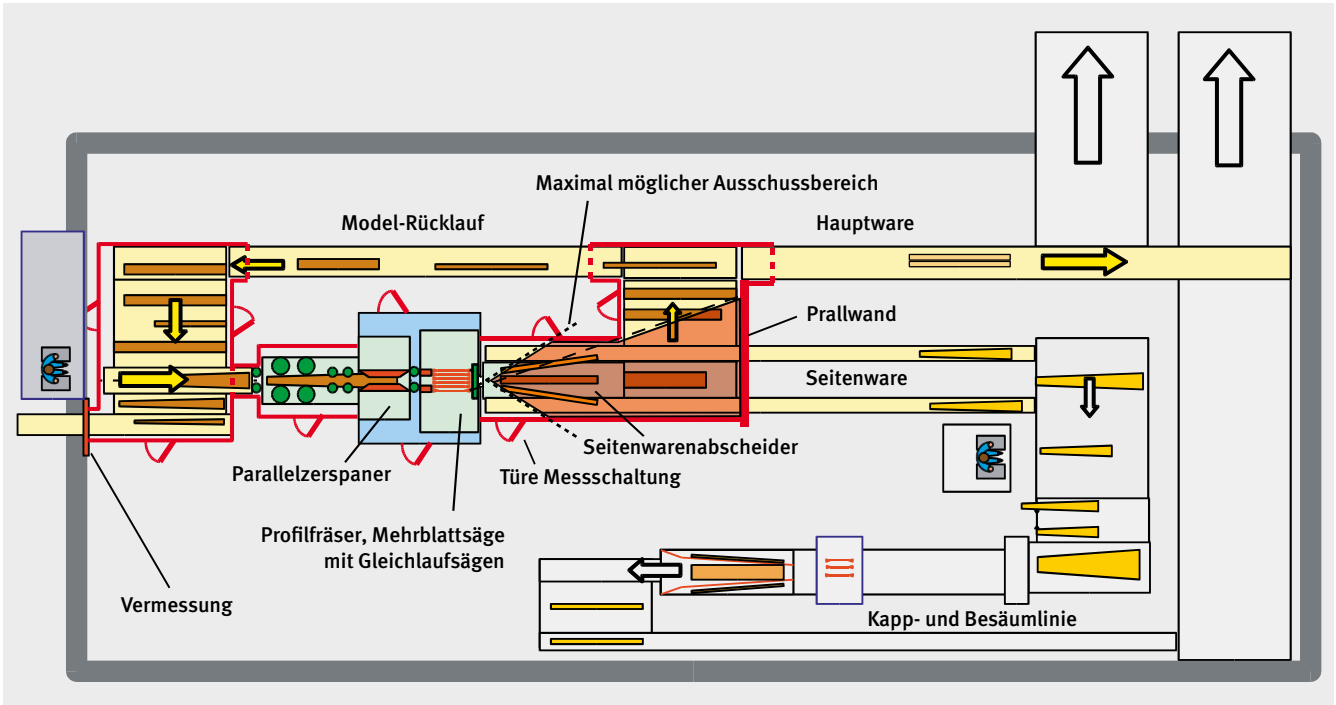 Maximal möglicher Ausschussbereich
Model-Rücklauf
Hauptware
Prallwand
Seitenware
Seitenwarenabscheider
Parallelzerspaner
Türe Messschaltung
Profilfräser, Mehrblattsäge
mit Gleichlaufsägen
Vermessung
Kapp- und Besäumlinie